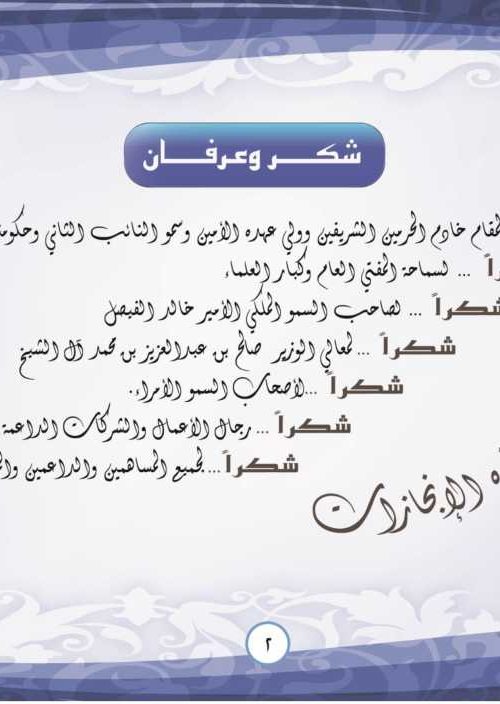 شكر وعرفان
لمقام خادم الحرمين الشريفين وولي عهده الأمين وسمو النائب الثاني
... لسماحة المفتي العام وكبار العلماء
شكراً ... لصاحب السمو الملكي الأمير خالد الفيصل
شكراً ... لمعالي الوزير صالح بن عبدالعزيز بن محمد آل الشيخ
شكراً ...لأصحاب السمو الأمراء.
شكراً ... رجال الأعمال والشركات الداعمة
شكراً... لجميع المساهمين والداعمين
الإنجازات
٢